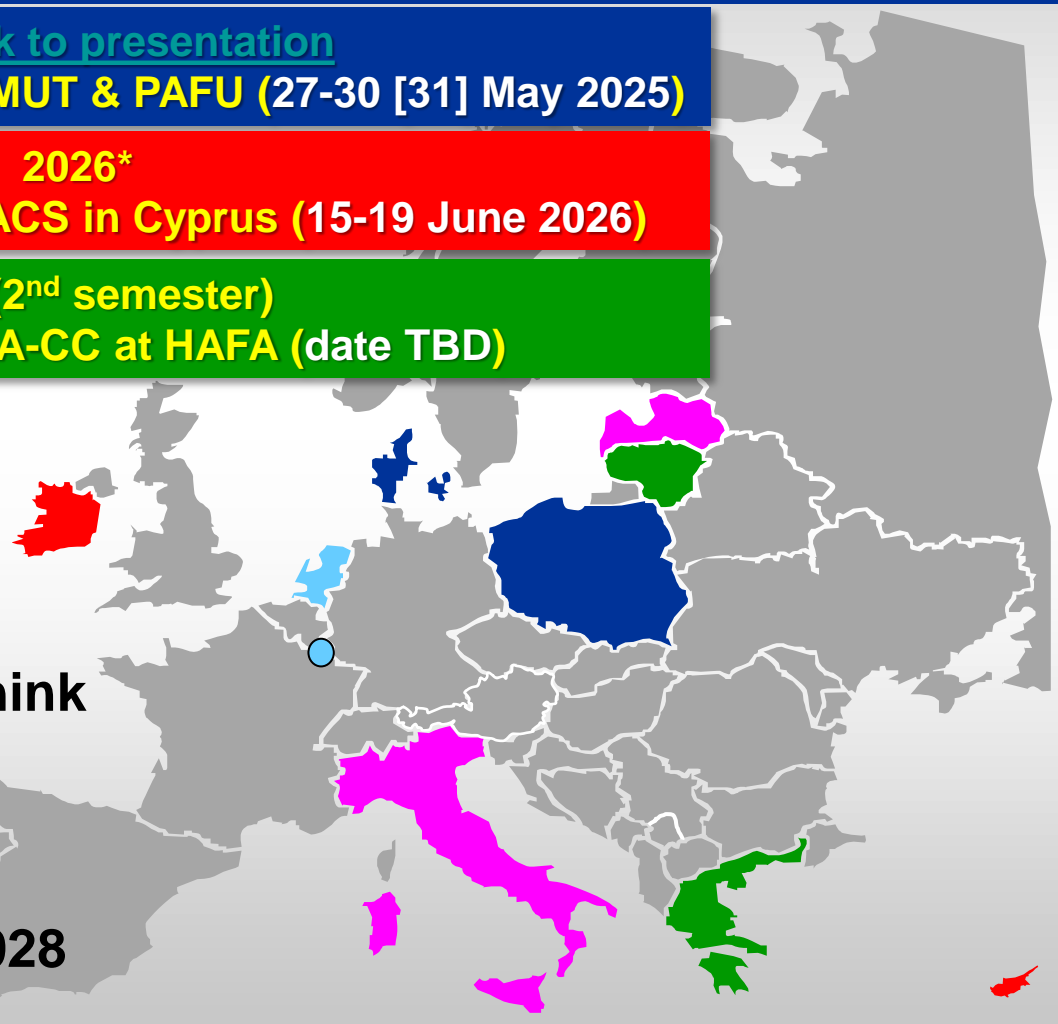 k to presentation
MUT & PAFU (27-30 [31] May 2025)
2026*
ACS in Cyprus (15-19 June 2026)
(2nd semester)
A-CC at HAFA (date TBD)
ink
028